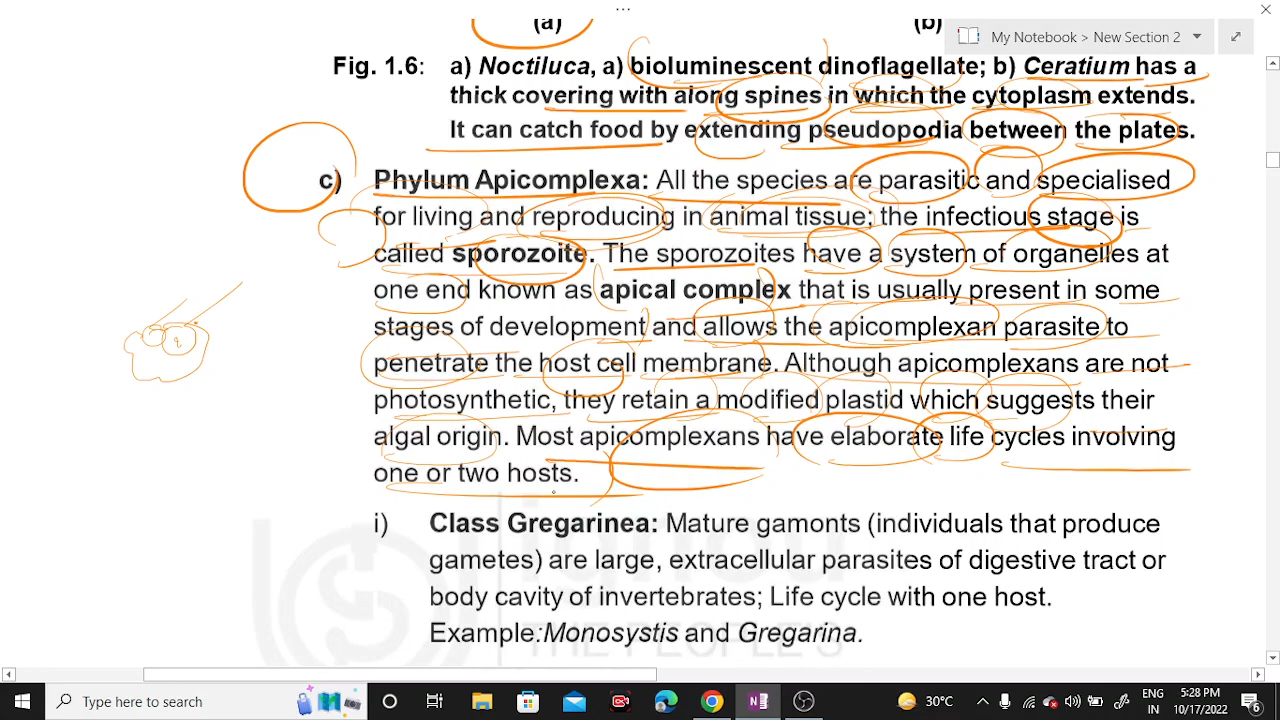 ...
(a)
(b)
My Notebook > New Section 2
Fig. 1.6: a) Noctiluca, a) bioluminescent dinoflagellate; b) Ceratium has a
thick covering with along spines in which the cytoplasm extends.
It can catch food by extending pseudopodia between the plates.
c) Phylum Apicomplexa: All the species are parasitic and specialised
for living and reproducing in animal tissue; the infectious stage is
called sporozoite. The sporozoites have a system of organelles at
one end known as apical complex that is usually present in some
stages of development and allows the apicomplexan parasite to
penetrate the host cell membrane. Although apicomplexans are not
photosynthetic, they retain a modified plastid which suggests their
algal origin. Most apicomplexans have elaborate life cycles involving
one or two hosts.
i) Class Gregarinea: Mature gamonts (individuals that produce
gametes) are large, extracellular parasites of digestive tract or
body cavity of invertebrates; Life cycle with one host.
Example:Monosystis and Gregarina.
ignou
THE PEOPLE'S
Type here to search
30°C
ENG
IN
5:28 PM
10/17/2022
6